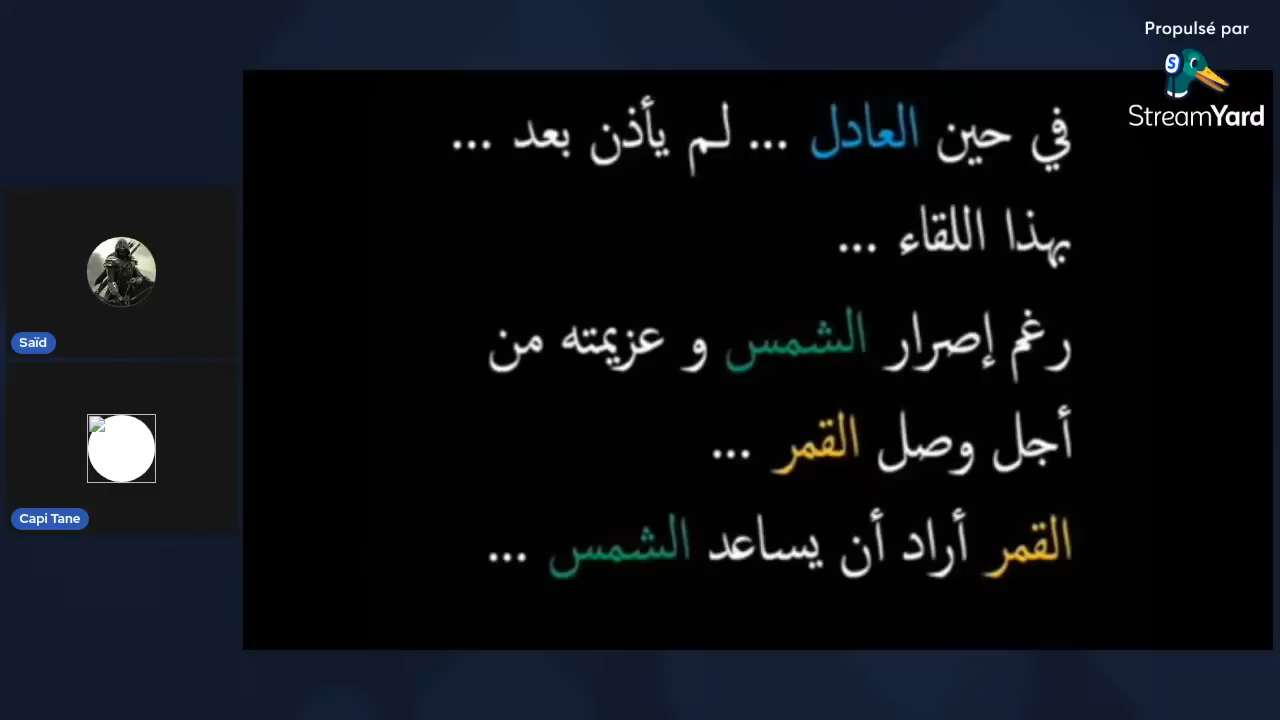 Propulsé par
StreamYard
في حين العادل ... لم يأذن بعد ...
بهذا اللقاء ...
رغم إصرار الشمس و عزيمته من
أجل وصل القمر ...
القمر أراد أن يساعد الشمس ...
Saïd
Capi Tane